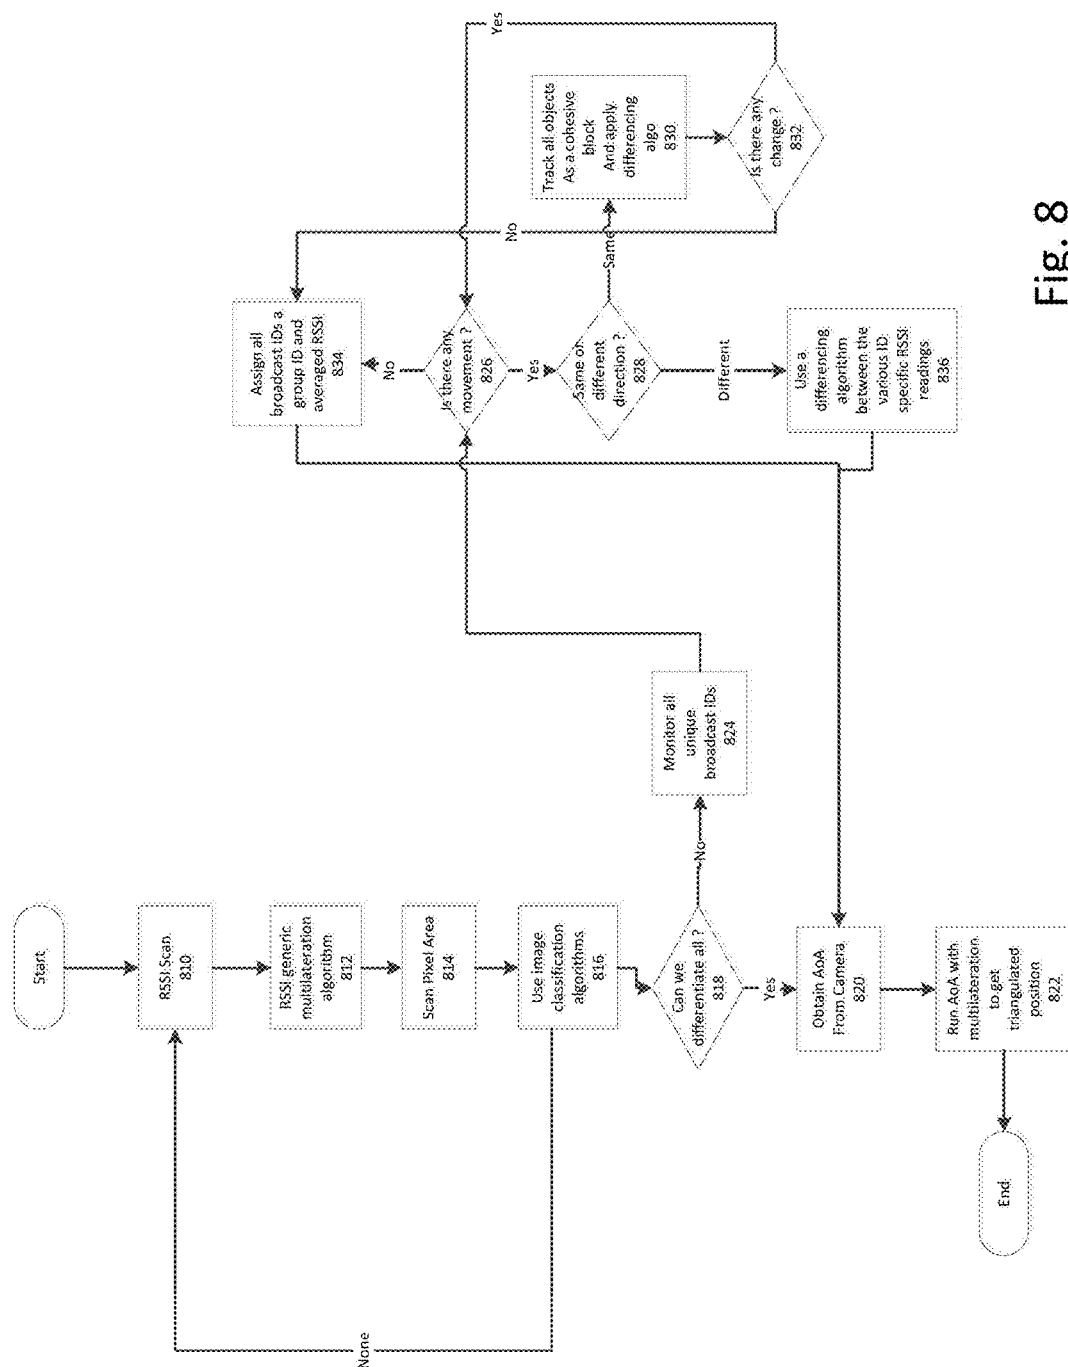 Start
RSSI Scan
810
RSSI generic
multilateration
algorithm
812
Scan Pixel Area
814
Use image
classification
algorithms
816
None
Can we
differentiate all ?
818
Yes
No
Obtain AoA
From Camera
820
Run AoA with
multilateration
to get
triangulated
position
822
End
Monitor all
unique
broadcast IDs
824
Is there any
movement ?
826
No
Yes
Assign all
broadcast IDs a
group ID and
averaged RSSI
834
Same or
different
direction ?
828
Same
Different
Track all objects
As a cohesive
block
And apply
differencing
algo
830
Is there any
change ?
832
Yes
No
Use a
differencing
algorithm
between the
various ID
specific RSSI
readings
836
Fig. 8